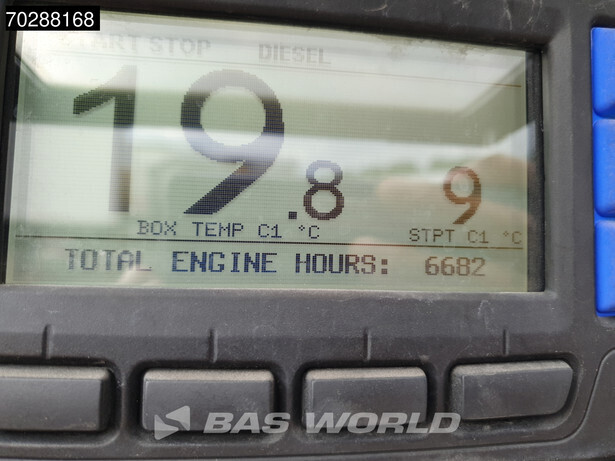 70288168
START STOP DIESEL
19.8 9
BOX TEMP C1 °C STPT C1 °C
TOTAL ENGINE HOURS: 6682
BAS WORLD